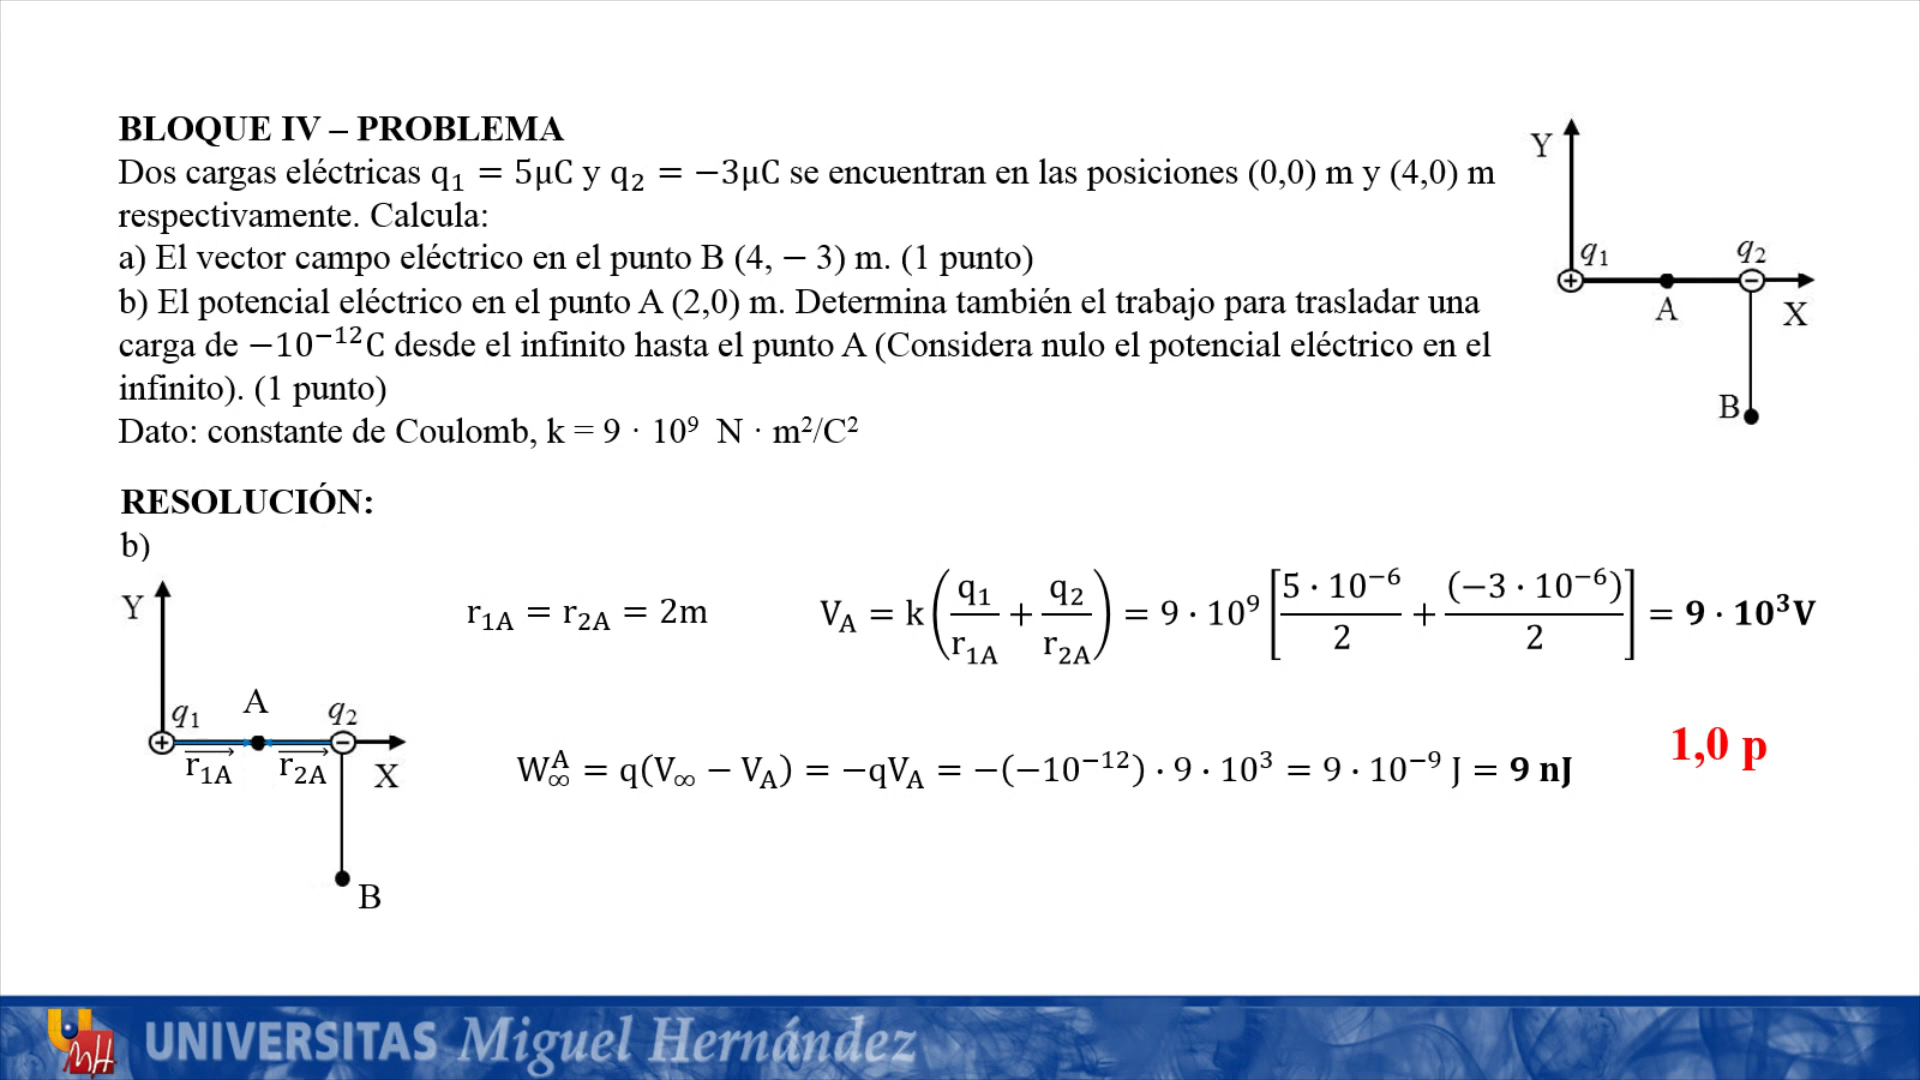 BLOQUE IV – PROBLEMA
Dos cargas eléctricas q₁ = 5μC y q₂ = −3μC se encuentran en las posiciones (0,0) m y (4,0) m
respectivamente. Calcula:
a) El vector campo eléctrico en el punto B (4, − 3) m. (1 punto)
b) El potencial eléctrico en el punto A (2,0) m. Determina también el trabajo para trasladar una
carga de −10⁻¹²C desde el infinito hasta el punto A (Considera nulo el potencial eléctrico en el
infinito). (1 punto)
Dato: constante de Coulomb, k = 9 · 10⁹ N · m²/C²
Y
q₁
q₂
A
X
B
RESOLUCIÓN:
b)
Y
q₁
A
q₂
r₁A
r₂A
X
B
r₁A = r₂A = 2m
V_A = k(q₁/r₁A + q₂/r₂A) = 9 · 10⁹ [5 · 10⁻⁶/2 + (−3 · 10⁻⁶)/2] = 9 · 10³V
W_∞^A = q(V_∞ − V_A) = −qV_A = −(−10⁻¹²) · 9 · 10³ = 9 · 10⁻⁹ J = 9 nJ
1,0 p
UNIVERSITAS Miguel Hernández